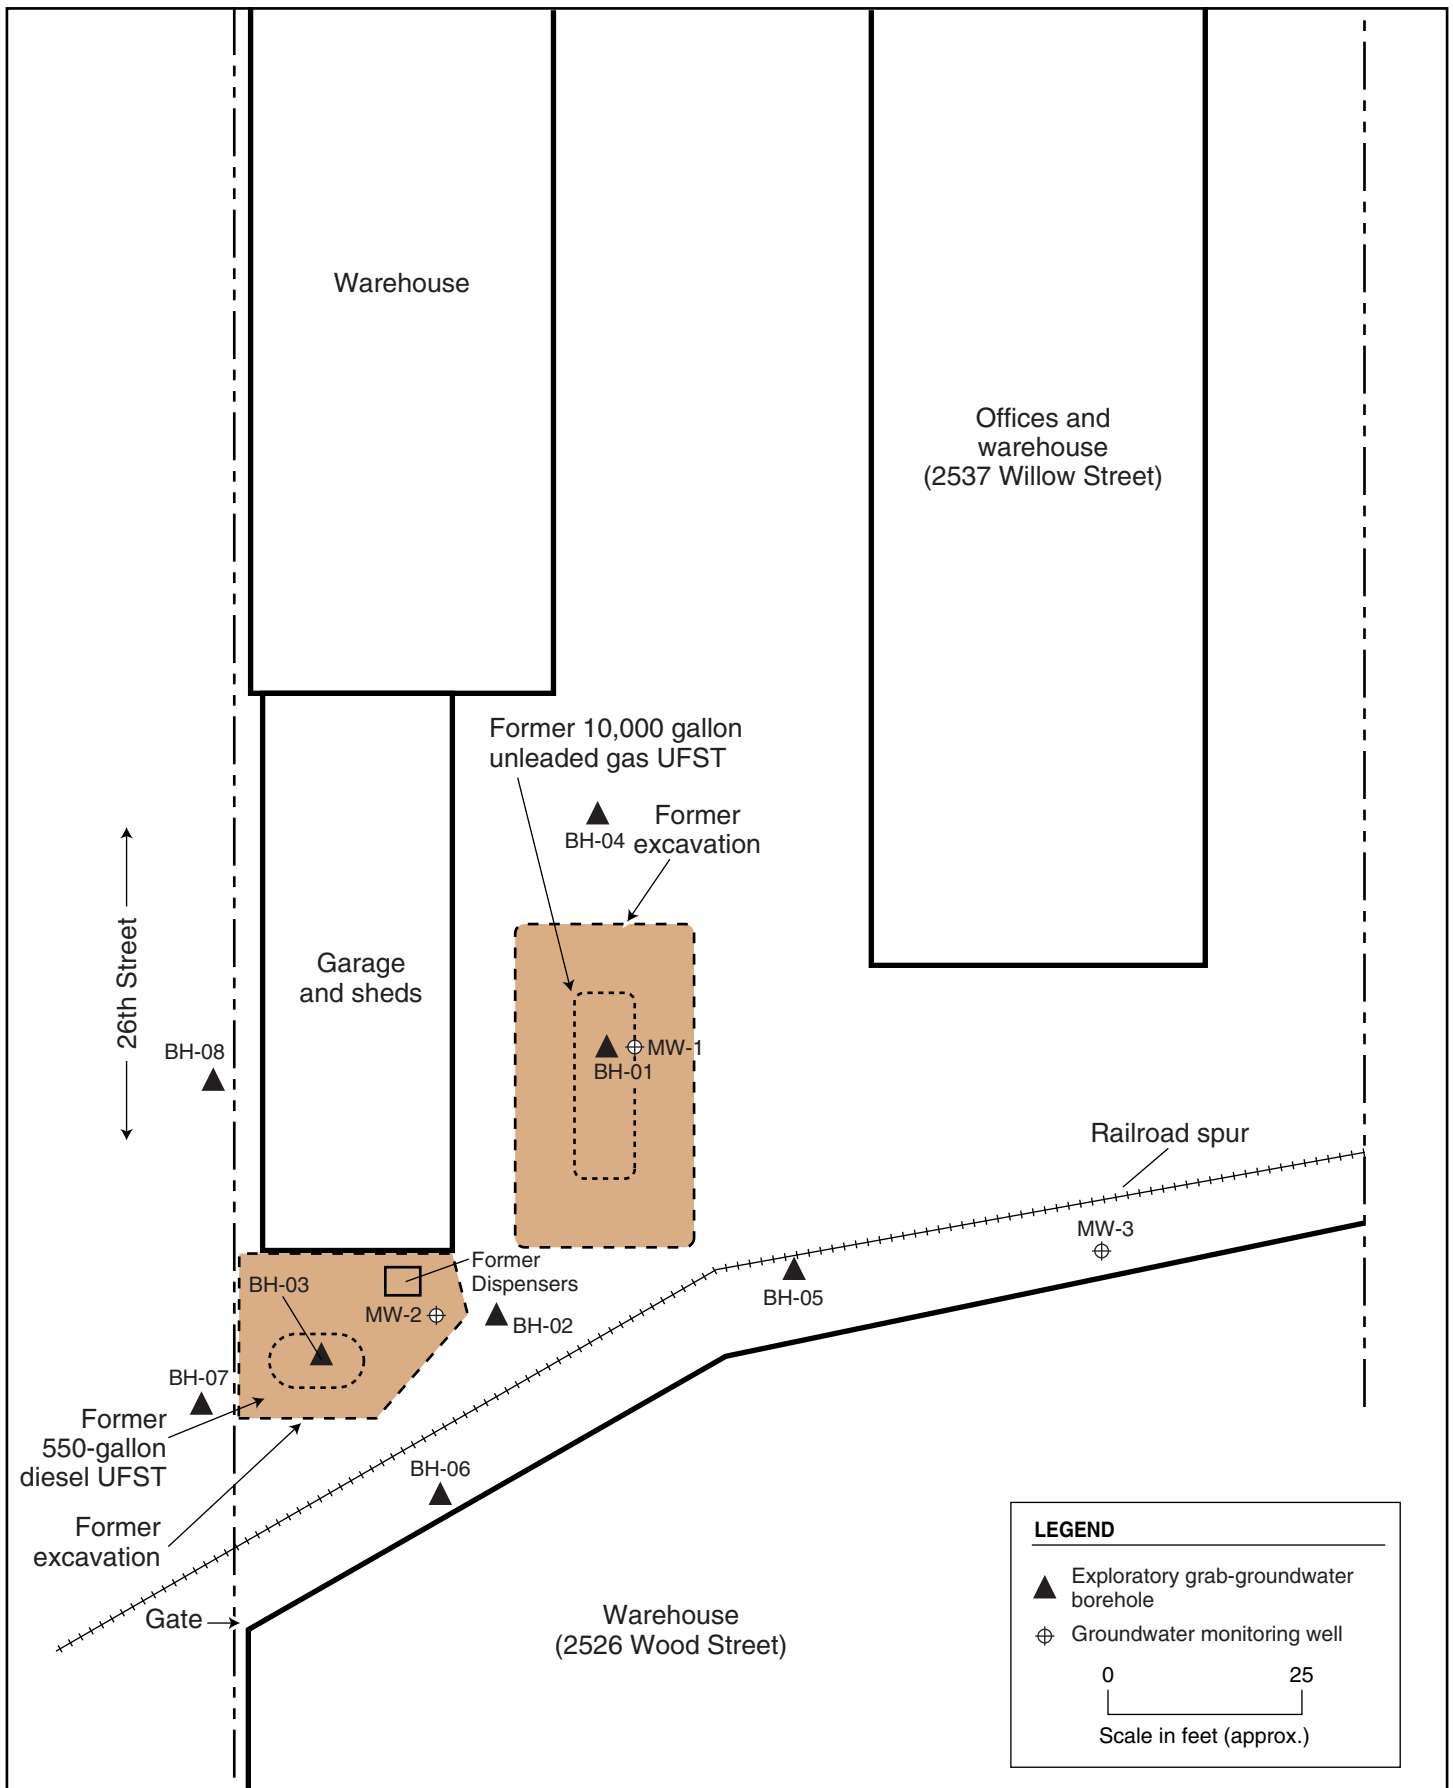 Warehouse
Offices and
warehouse
(2537 Willow Street)
Former 10,000 gallon
unleaded gas UFST
BH-04
Former
excavation
26th Street
Garage
and sheds
BH-08
MW-1
BH-01
Railroad spur
MW-3
BH-05
Former
Dispensers
BH-03
MW-2
BH-02
BH-07
Former
550-gallon
diesel UFST
BH-06
Former
excavation
Gate
Warehouse
(2526 Wood Street)
LEGEND
Exploratory grab-groundwater
borehole
Groundwater monitoring well
0 25
Scale in feet (approx.)